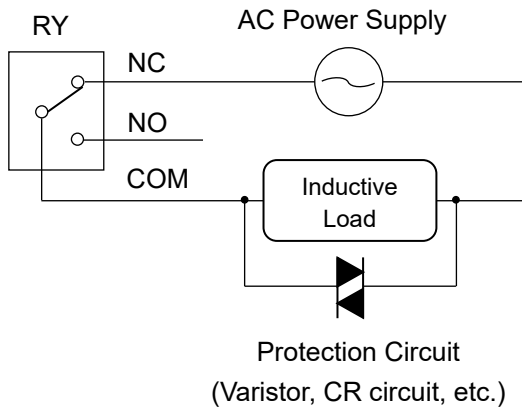 RY
AC Power Supply
NC
NO
COM
Inductive
Load
Protection Circuit
(Varistor, CR circuit, etc.)